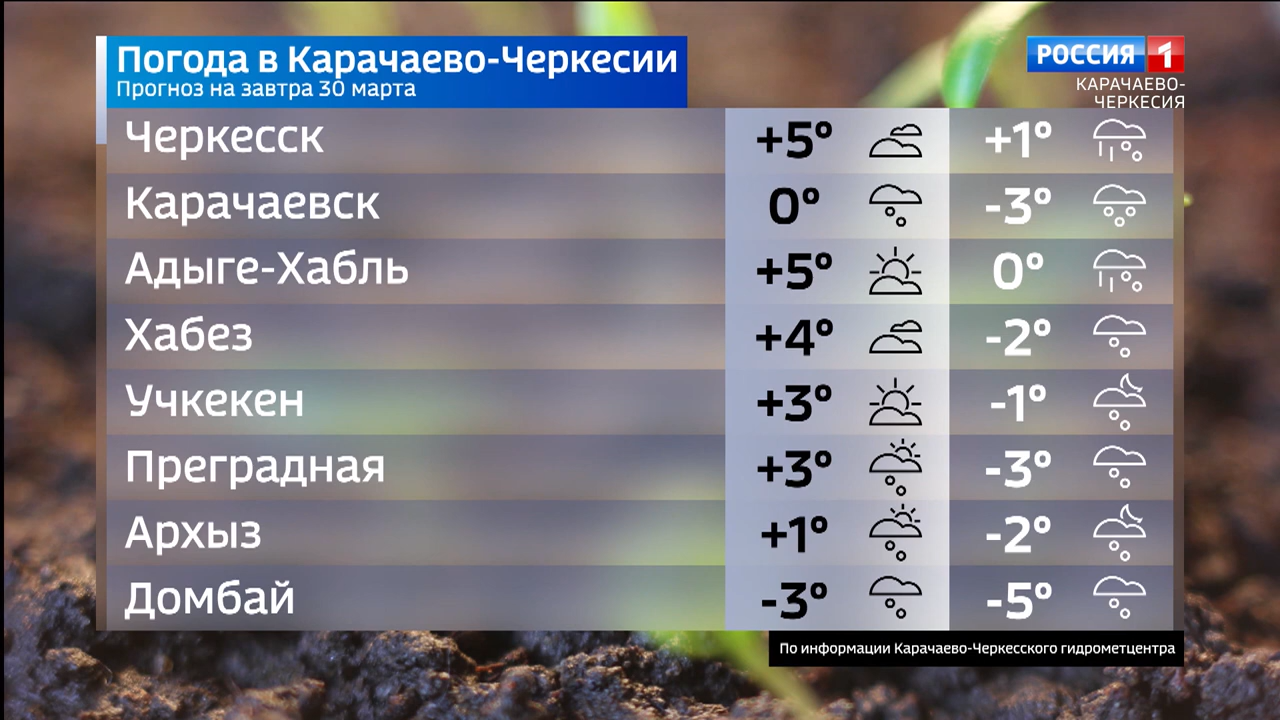 Погода в Карачаево-Черкесии
Прогноз на завтра 30 марта
РОССИЯ 1
КАРАЧАЕВО-
ЧЕРКЕСИЯ
Черкесск +5° +1°
Карачаевск 0° -3°
Адыге-Хабль +5° 0°
Хабез +4° -2°
Учкекен +3° -1°
Преградная +3° -3°
Архыз +1° -2°
Домбай -3° -5°
По информации Карачаево-Черкесского гидрометцентра